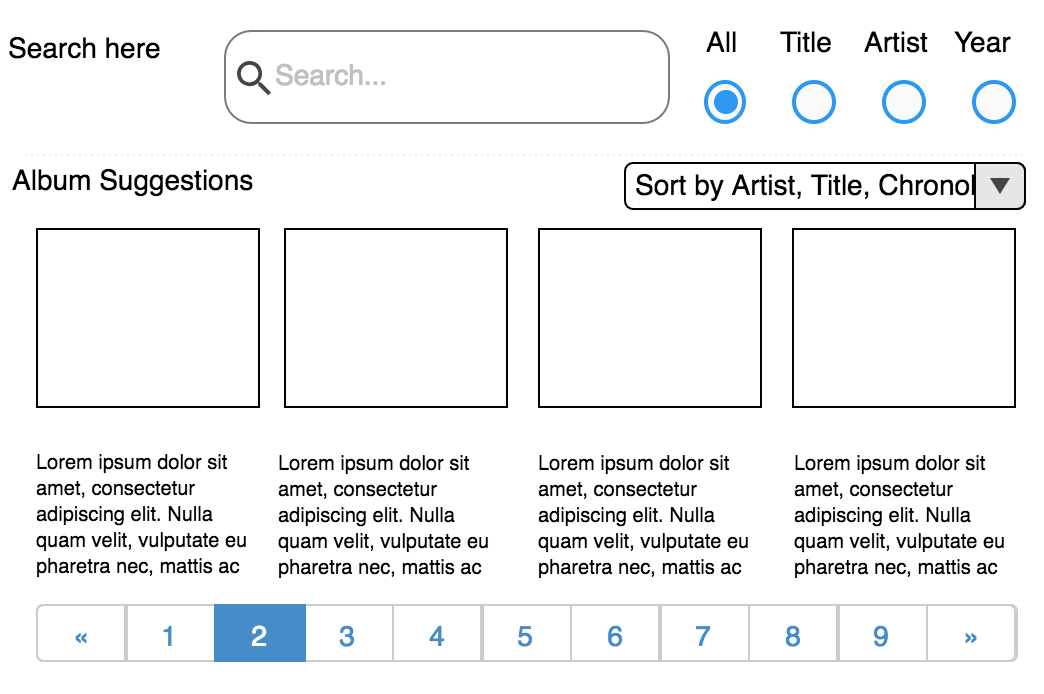 Search here
Search...
All Title Artist Year
Album Suggestions
Sort by Artist, Title, Chronol
Lorem ipsum dolor sit
amet, consectetur
adipiscing elit. Nulla
quam velit, vulputate eu
pharetra nec, mattis ac
Lorem ipsum dolor sit
amet, consectetur
adipiscing elit. Nulla
quam velit, vulputate eu
pharetra nec, mattis ac
Lorem ipsum dolor sit
amet, consectetur
adipiscing elit. Nulla
quam velit, vulputate eu
pharetra nec, mattis ac
Lorem ipsum dolor sit
amet, consectetur
adipiscing elit. Nulla
quam velit, vulputate eu
pharetra nec, mattis ac
« 1 2 3 4 5 6 7 8 9 »